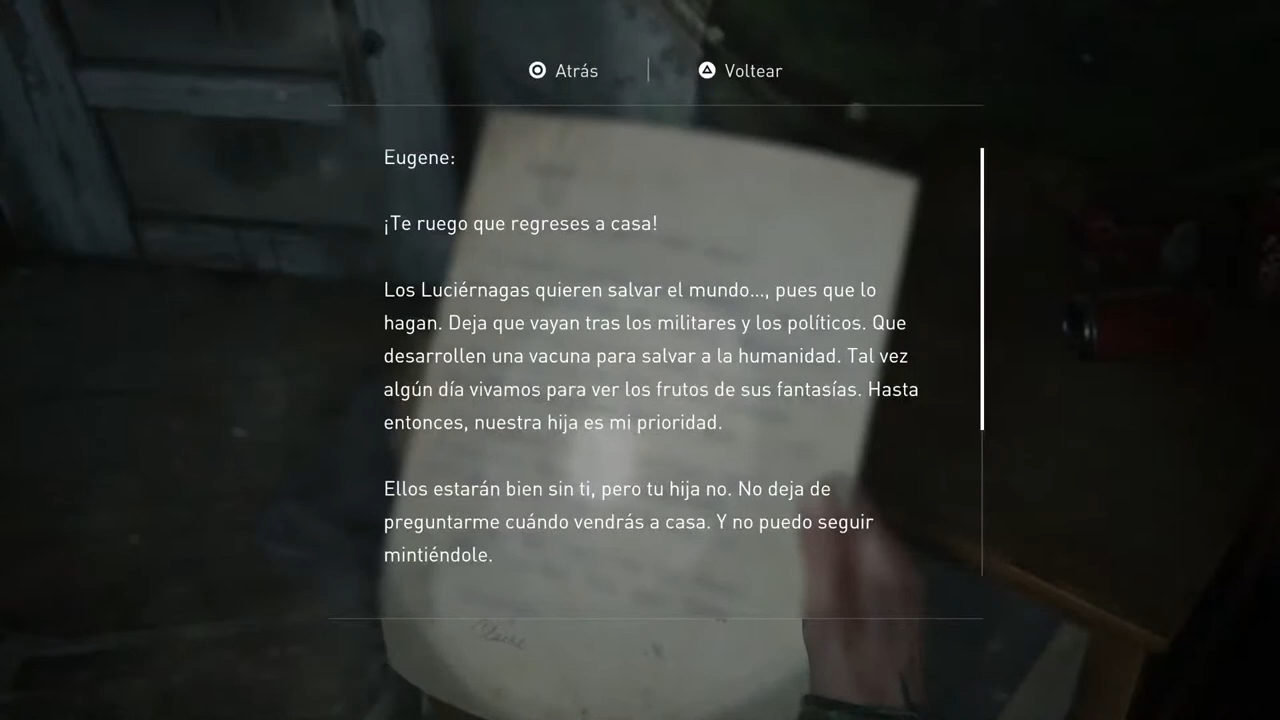 Atrás | Voltear
Eugene:
¡Te ruego que regreses a casa!
Los Luciérnagas quieren salvar el mundo..., pues que lo
hagan. Deja que vayan tras los militares y los políticos. Que
desarrollen una vacuna para salvar a la humanidad. Tal vez
algún día vivamos para ver los frutos de sus fantasías. Hasta
entonces, nuestra hija es mi prioridad.
Ellos estarán bien sin ti, pero tu hija no. No deja de
preguntarme cuándo vendrás a casa. Y no puedo seguir
mintiéndole.